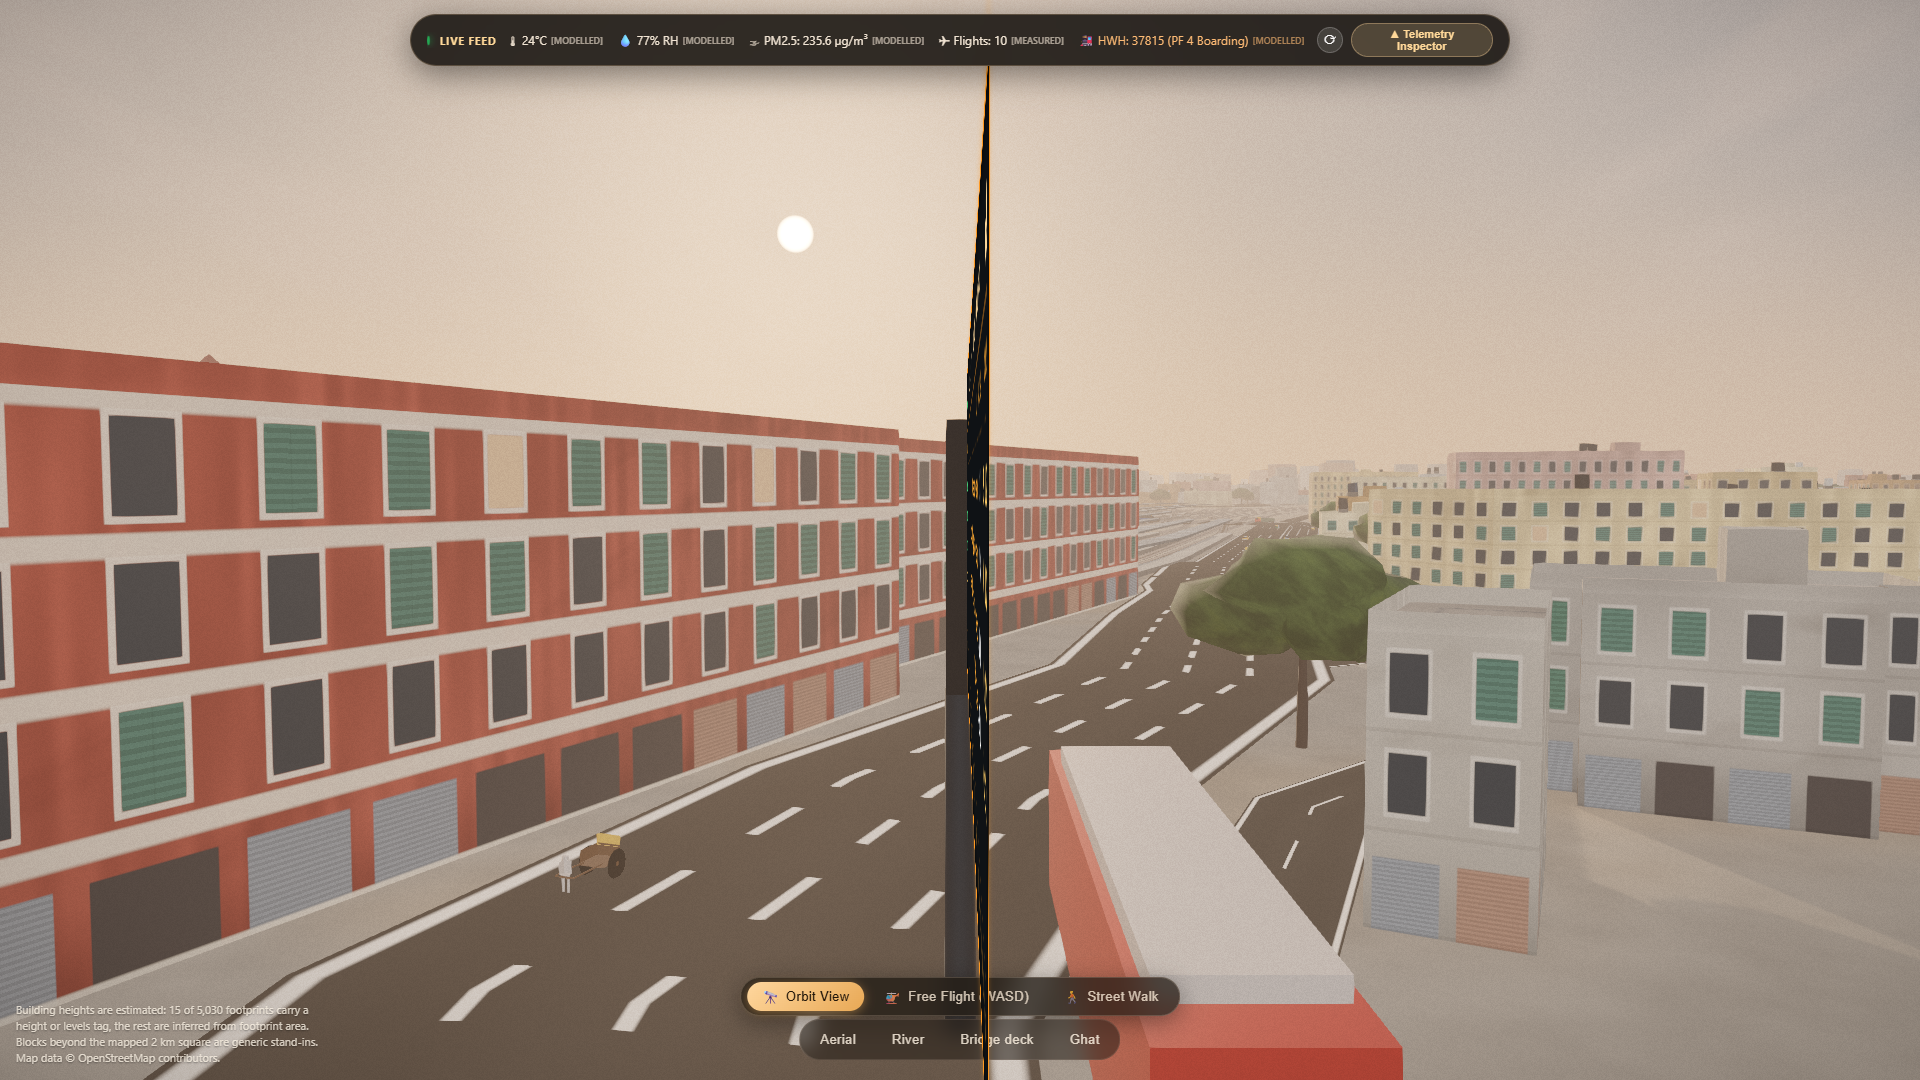 LIVE FEED 24°C [MODELLED] 77% RH [MODELLED] PM2.5: 235.6 µg/m³ [MODELLED] Flights: 10 [MEASURED] HWH: 37815 (PF 4 Boarding) [MODELLED]
▲ Telemetry
Inspector
Orbit View Free Flight WASD) Street Walk
Aerial River Bridge deck Ghat
Building heights are estimated: 15 of 5,030 footprints carry a
height or levels tag, the rest are inferred from footprint area.
Blocks beyond the mapped 2 km square are generic stand-ins.
Map data © OpenStreetMap contributors.